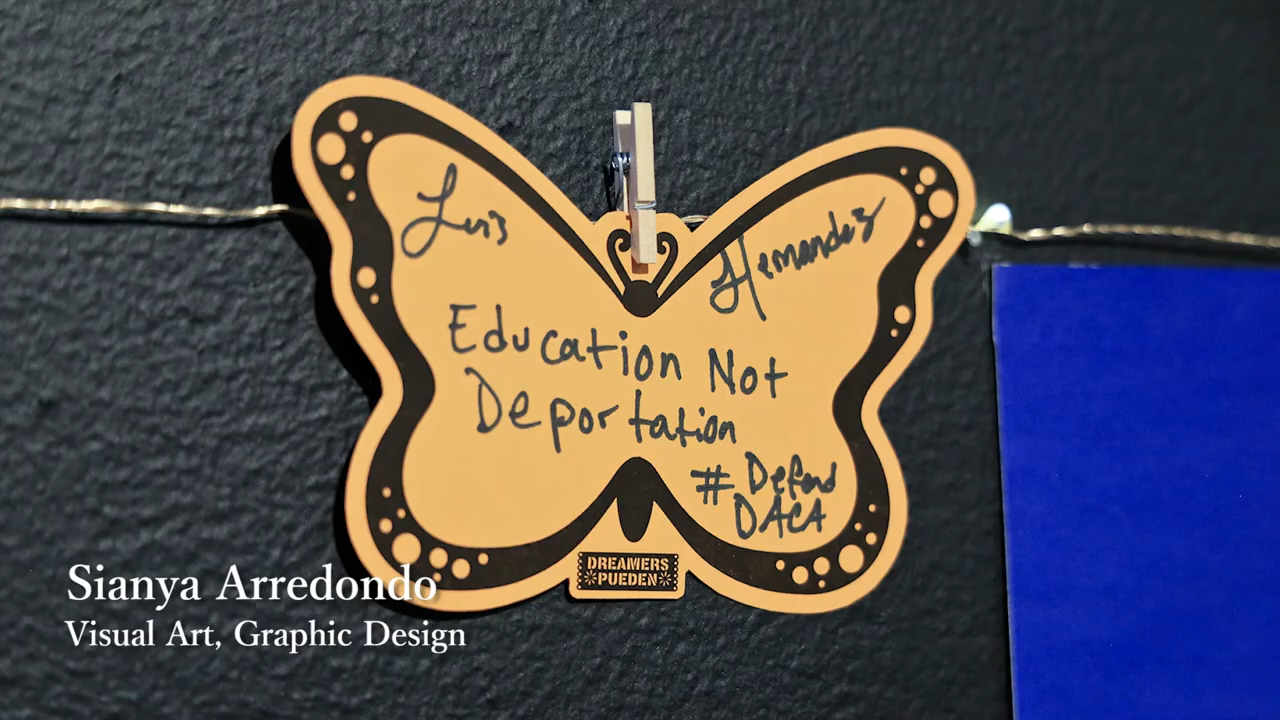 Luis
Hernandez
Education Not
Deportation
# Defend
DACA
DREAMERS
PUEDEN
Sianya Arredondo
Visual Art, Graphic Design